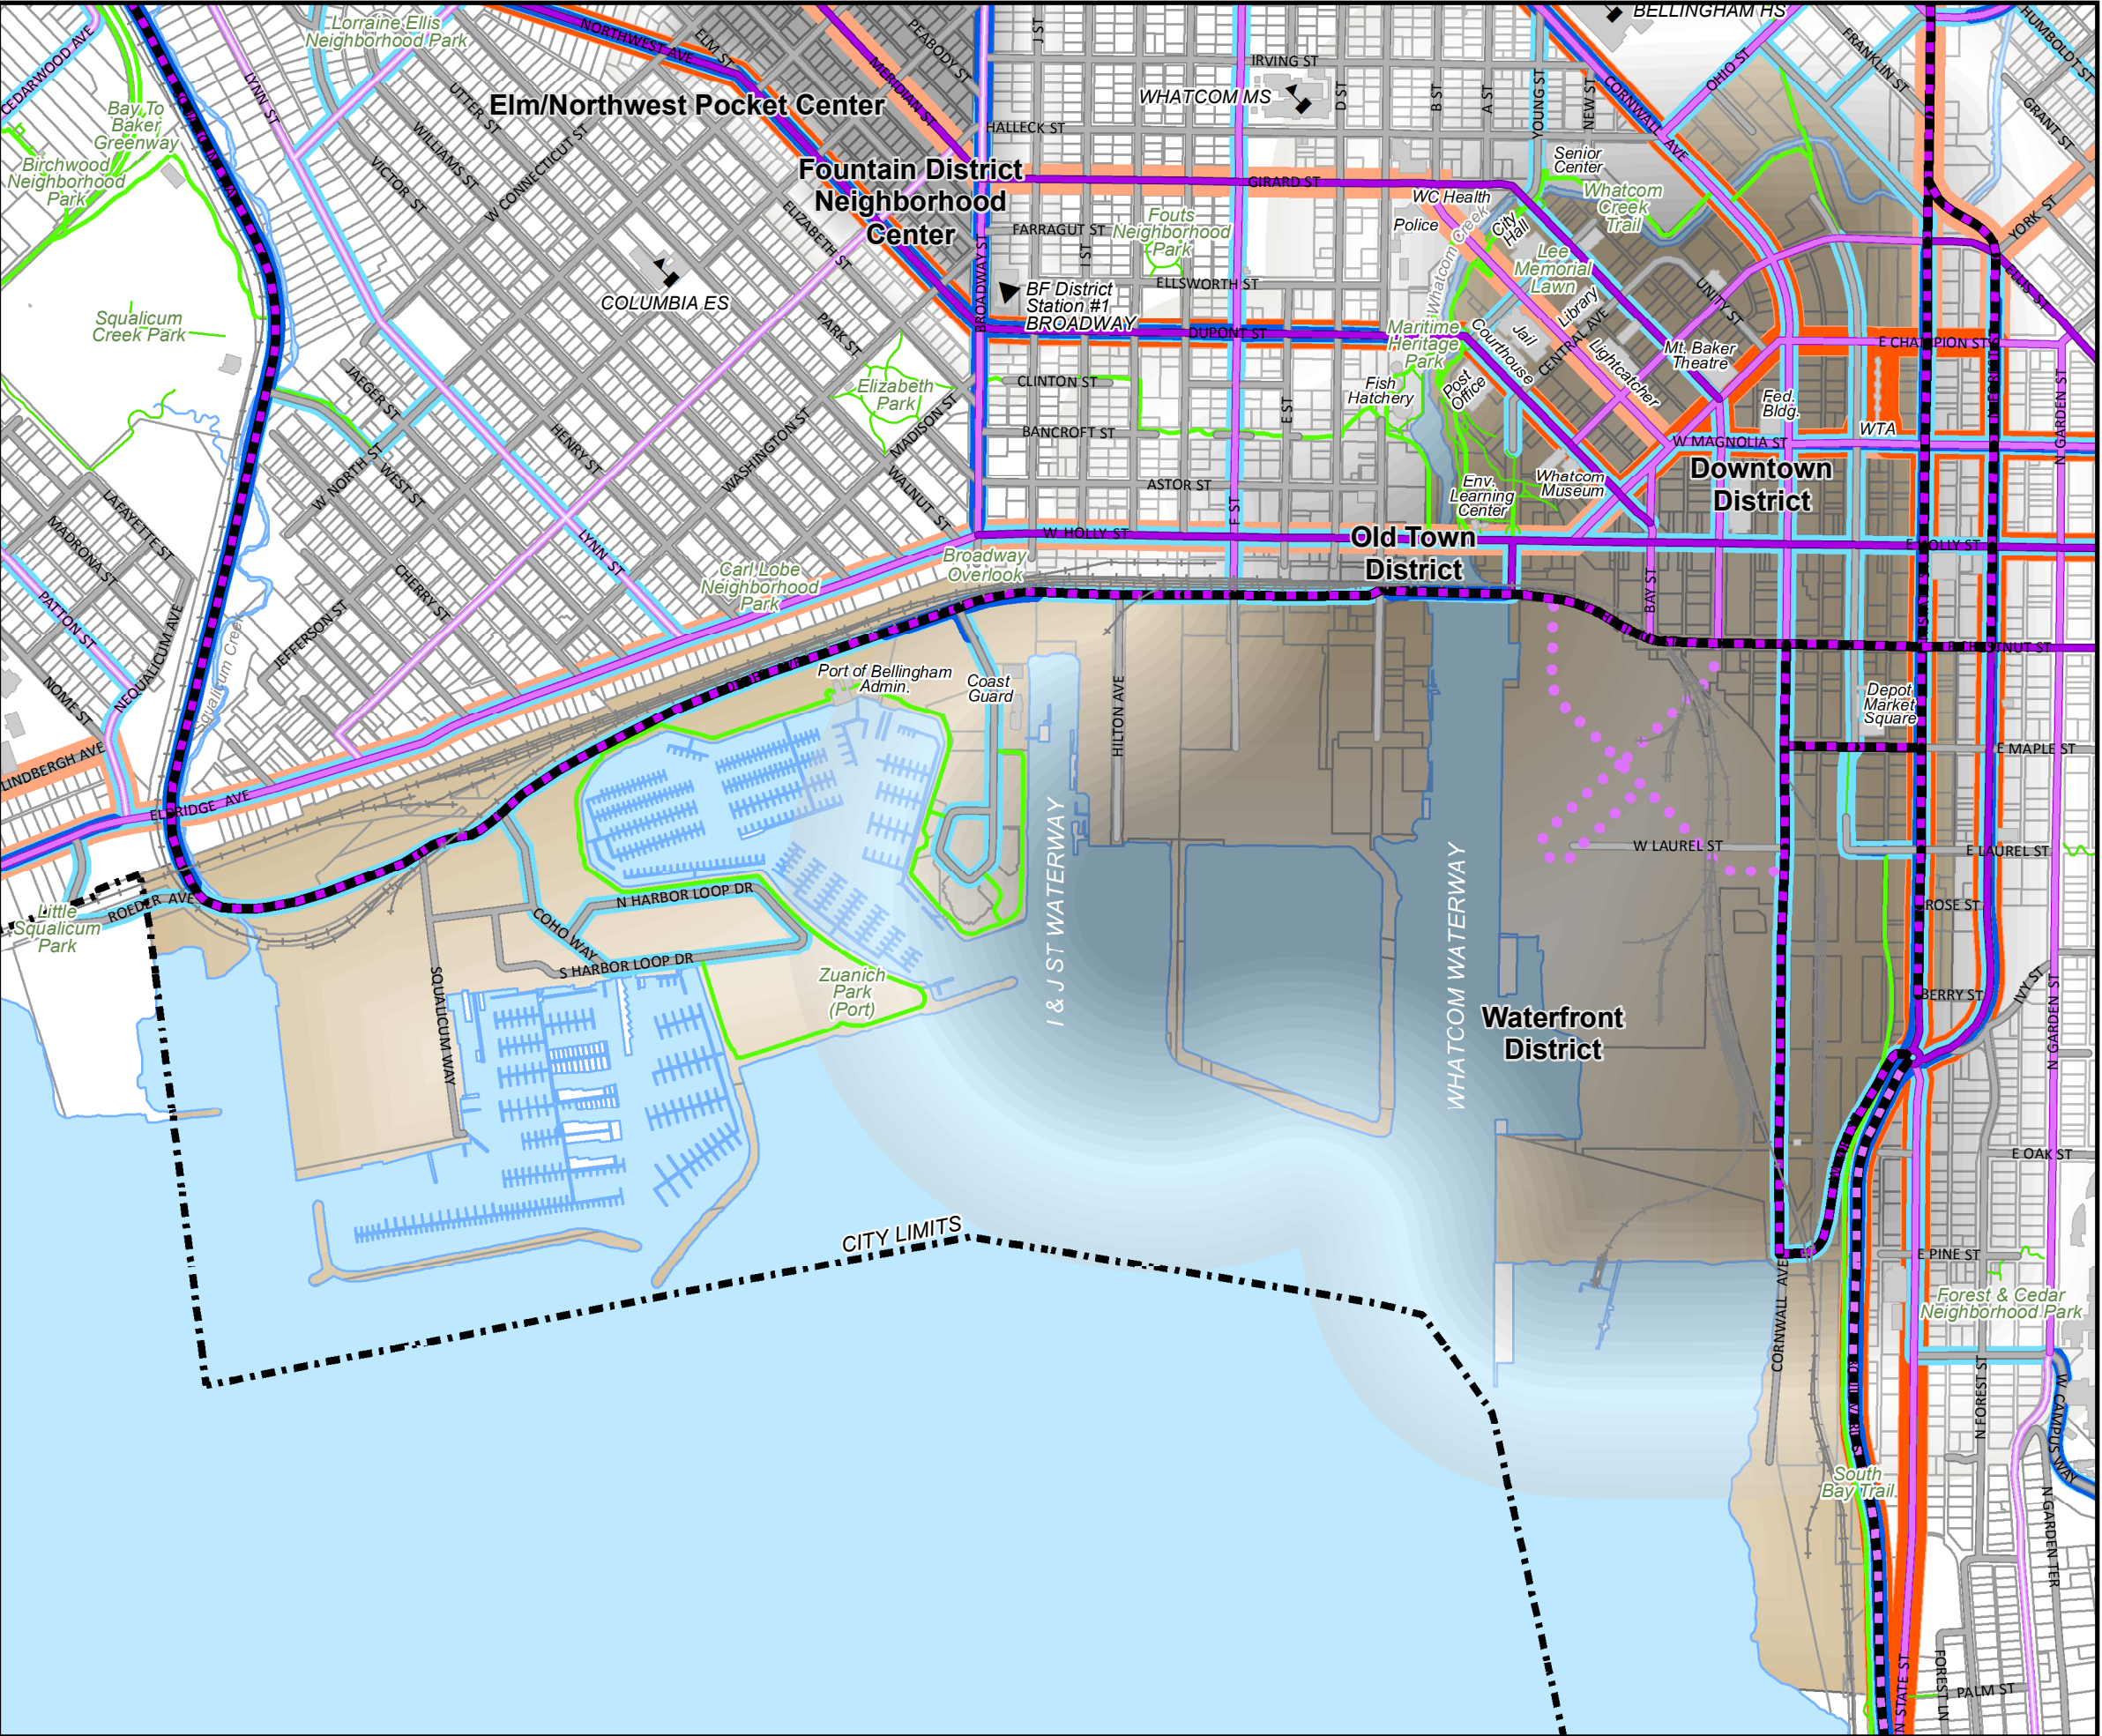 CEDARWOOD AVE
Lorraine Ellis
Neighborhood Park
NORTHWEST AVE
ELM ST
PEABODY ST
J ST
BELLINGHAM HS
HUMBOLDT ST
FRANKLIN ST
OHIO ST
IRVING ST
MERIDIAN ST
LYNN ST
UTTER ST
Elm/Northwest Pocket Center
WHATCOM MS
D ST
B ST
A ST
YOUNG ST
NEW ST
CORNWALL AVE
GRANT ST
Bay To
Baker
Greenway
WILLIAMS ST
W CONNECTICUT ST
HALLECK ST
Birchwood
Neighborhood
Park
VICTOR ST
Fountain District
Neighborhood
Center
Senior
Center
GIRARD ST
WC Health
Whatcom
Creek
Trail
YORK ST
ELIZABETH ST
Fouts
Neighborhood
Park
FARRAGUT ST
Police
City
Hall
Whatcom Creek
Lee
Memorial
Lawn
I ST
BROADWAY ST
ELLSWORTH ST
UNITY ST
ELLIS ST
COLUMBIA ES
BF District
Station #1
BROADWAY
Library
Squalicum
Creek Park
PARK ST
DUPONT ST
Maritime
Heritage
Park
Jail
Courthouse
CENTRAL AVE
Lightcatcher
Mt. Baker
Theatre
E CHAMPION ST
JAEGER ST
Elizabeth
Park
CLINTON ST
Fish
Hatchery
Post
Office
Fed.
Bldg.
N GARDEN ST
E ST
MADISON ST
HENRY ST
WASHINGTON ST
BANCROFT ST
WTA
W MAGNOLIA ST
Downtown
District
W NORTH ST
WEST ST
WALNUT ST
ASTOR ST
Env.
Learning
Center
Whatcom
Museum
LAFAYETTE ST
F ST
MADRONA ST
LYNN ST
W HOLLY ST
Old Town
District
E HOLLY ST
Broadway
Overlook
Carl Lobe
Neighborhood
Park
CHERRY ST
PATTON ST
BAY ST
JEFFERSON ST
Squalicum Creek
NEQUALICUM AVE
NOME ST
Port of Bellingham
Admin.
Coast
Guard
HILTON AVE
Depot
Market
Square
E MAPLE ST
LINDBERGH AVE
ELDRIDGE AVE
I & J ST WATERWAY
WHATCOM WATERWAY
W LAUREL ST
E LAUREL ST
ROEDER AVE
N HARBOR LOOP DR
Little
Squalicum
Park
COHO WAY
S HARBOR LOOP DR
ROSE ST
SQUALICUM WAY
Zuanich
Park
(Port)
BERRY ST
IVY ST
N GARDEN ST
Waterfront
District
E OAK ST
CITY LIMITS
E PINE ST
CORNWALL AVE
Forest & Cedar
Neighborhood Park
N FOREST ST
W CAMPUS WAY
South
Bay Trail
N GARDEN TER
N STATE ST
FOREST LN
PALM ST